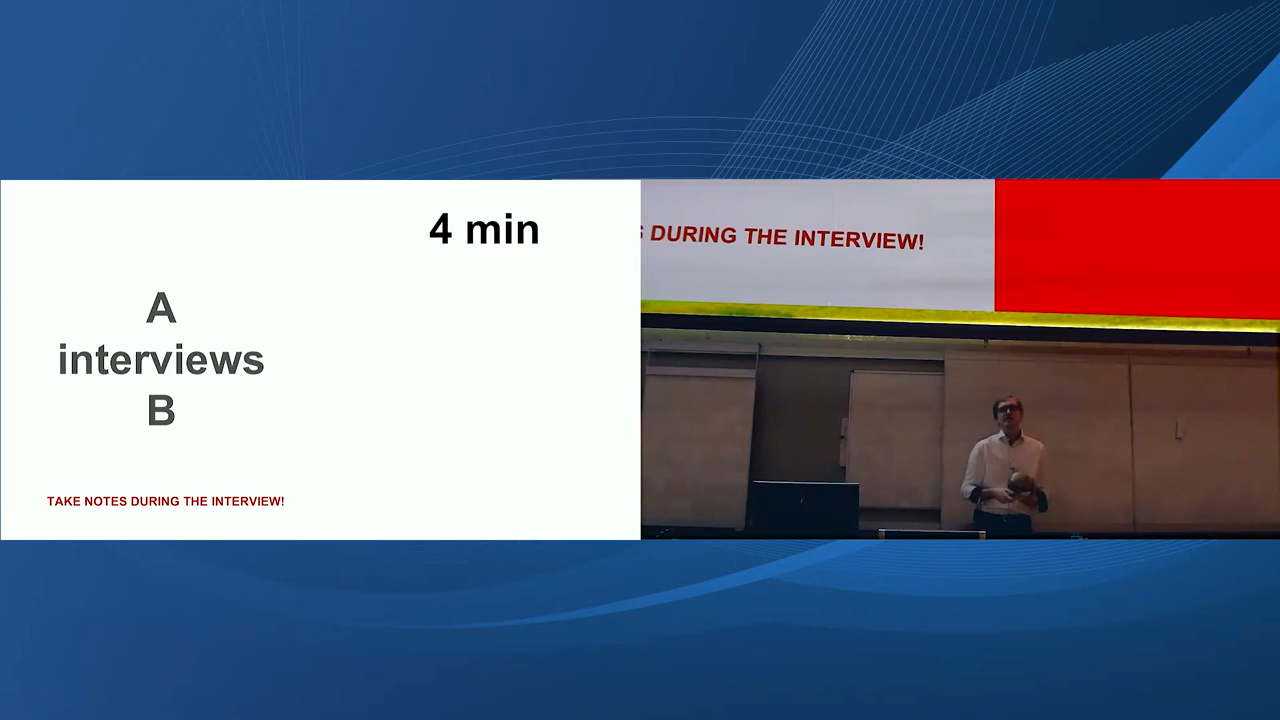 4 min
A
interviews
B
TAKE NOTES DURING THE INTERVIEW!
DURING THE INTERVIEW!